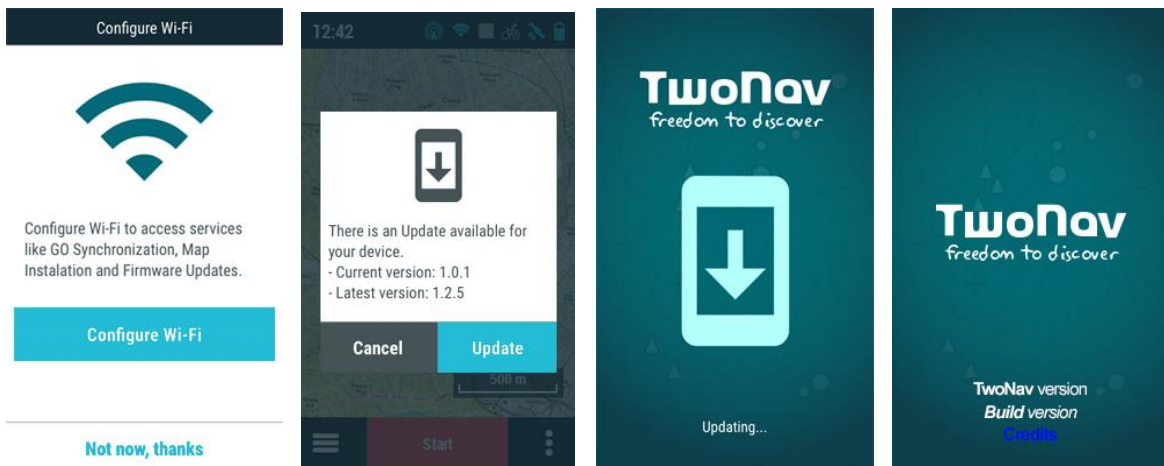 Configure Wi-Fi
Configure Wi-Fi to access services
like GO Synchronization, Map
Instalation and Firmware Updates.
Configure Wi-Fi
Not now, thanks
12:42
There is an Update available for
your device.
- Current version: 1.0.1
- Latest version: 1.2.5
Cancel
Update
500 m
Start
TwoNav
freedom to discover
Updating...
TwoNav
freedom to discover
TwoNav version
Build version
Credits